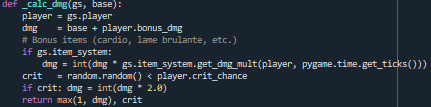 def _calc_dmg(gs, base):
    player = gs.player
    dmg    = base + player.bonus_dmg
    # Bonus items (cardio, lame brulante, etc.)
    if gs.item_system:
        dmg = int(dmg * gs.item_system.get_dmg_mult(player, pygame.time.get_ticks()))
    crit   = random.random() < player.crit_chance
    if crit: dmg = int(dmg * 2.0)
    return max(1, dmg), crit